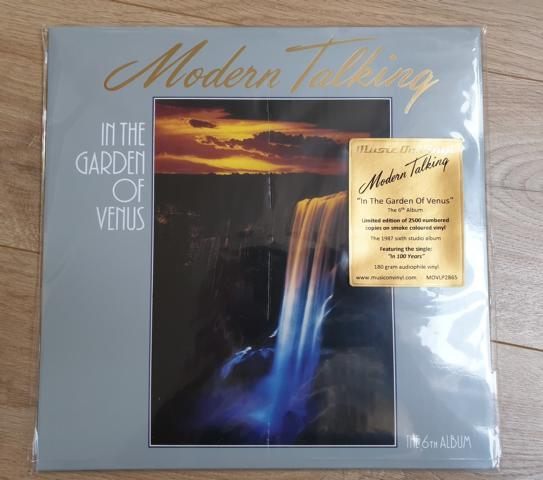 Modern Talking
IN THE
GARDEN
OF
VENUS
Music On Vinyl
Modern Talking
"In The Garden Of Venus"
The 6th Album
Limited edition of 2500 numbered
copies on smoke coloured vinyl
The 1987 sixth studio album
Featuring the single:
"In 100 Years"
180 gram audiophile vinyl
www.musiconvinyl.com MOVLP2865
THE 6TH ALBUM